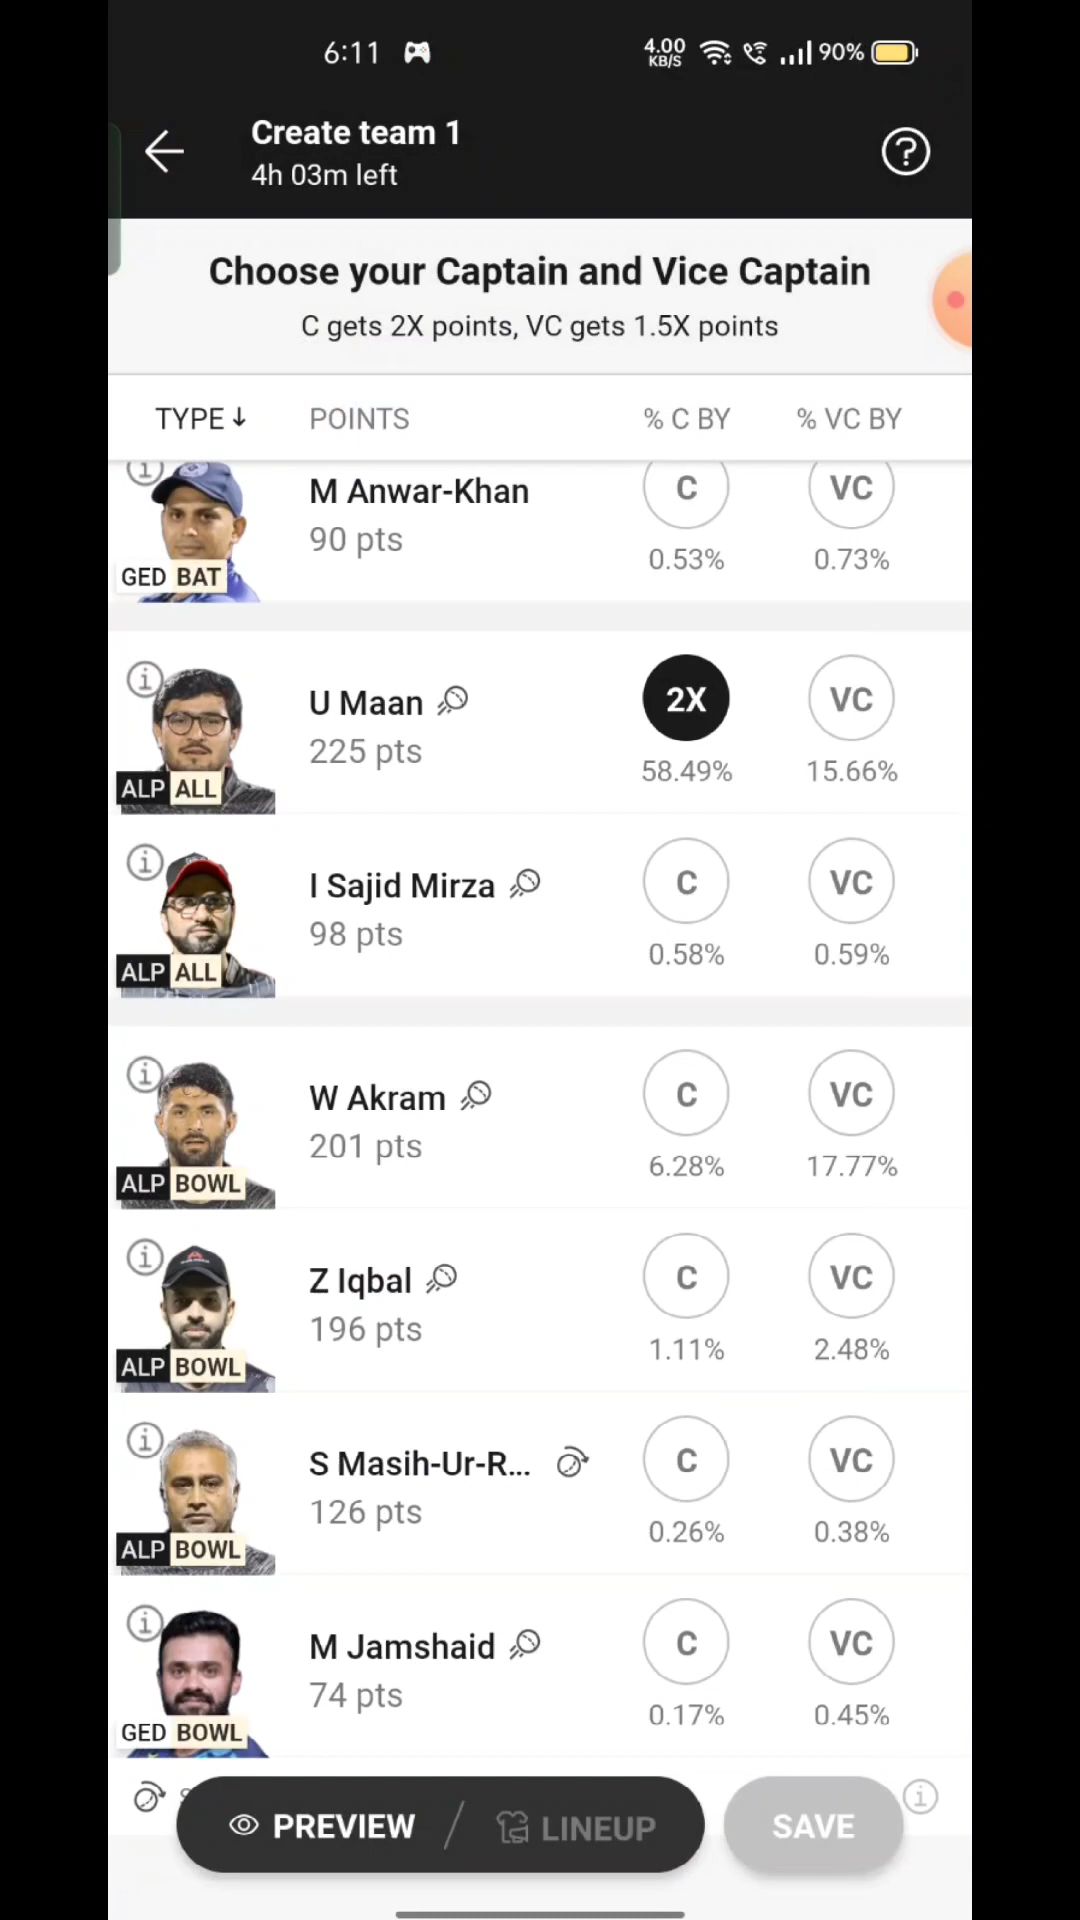 6:11
4.00 KB/S
90%
Create team 1
4h 03m left
Choose your Captain and Vice Captain
C gets 2X points, VC gets 1.5X points
TYPE↓ POINTS % C BY % VC BY
M Anwar-Khan C VC
90 pts 0.53% 0.73%
GED BAT
U Maan 2X VC
225 pts 58.49% 15.66%
ALP ALL
I Sajid Mirza C VC
98 pts 0.58% 0.59%
ALP ALL
W Akram C VC
201 pts 6.28% 17.77%
ALP BOWL
Z Iqbal C VC
196 pts 1.11% 2.48%
ALP BOWL
S Masih-Ur-R... C VC
126 pts 0.26% 0.38%
ALP BOWL
M Jamshaid C VC
74 pts 0.17% 0.45%
GED BOWL
PREVIEW / LINEUP SAVE